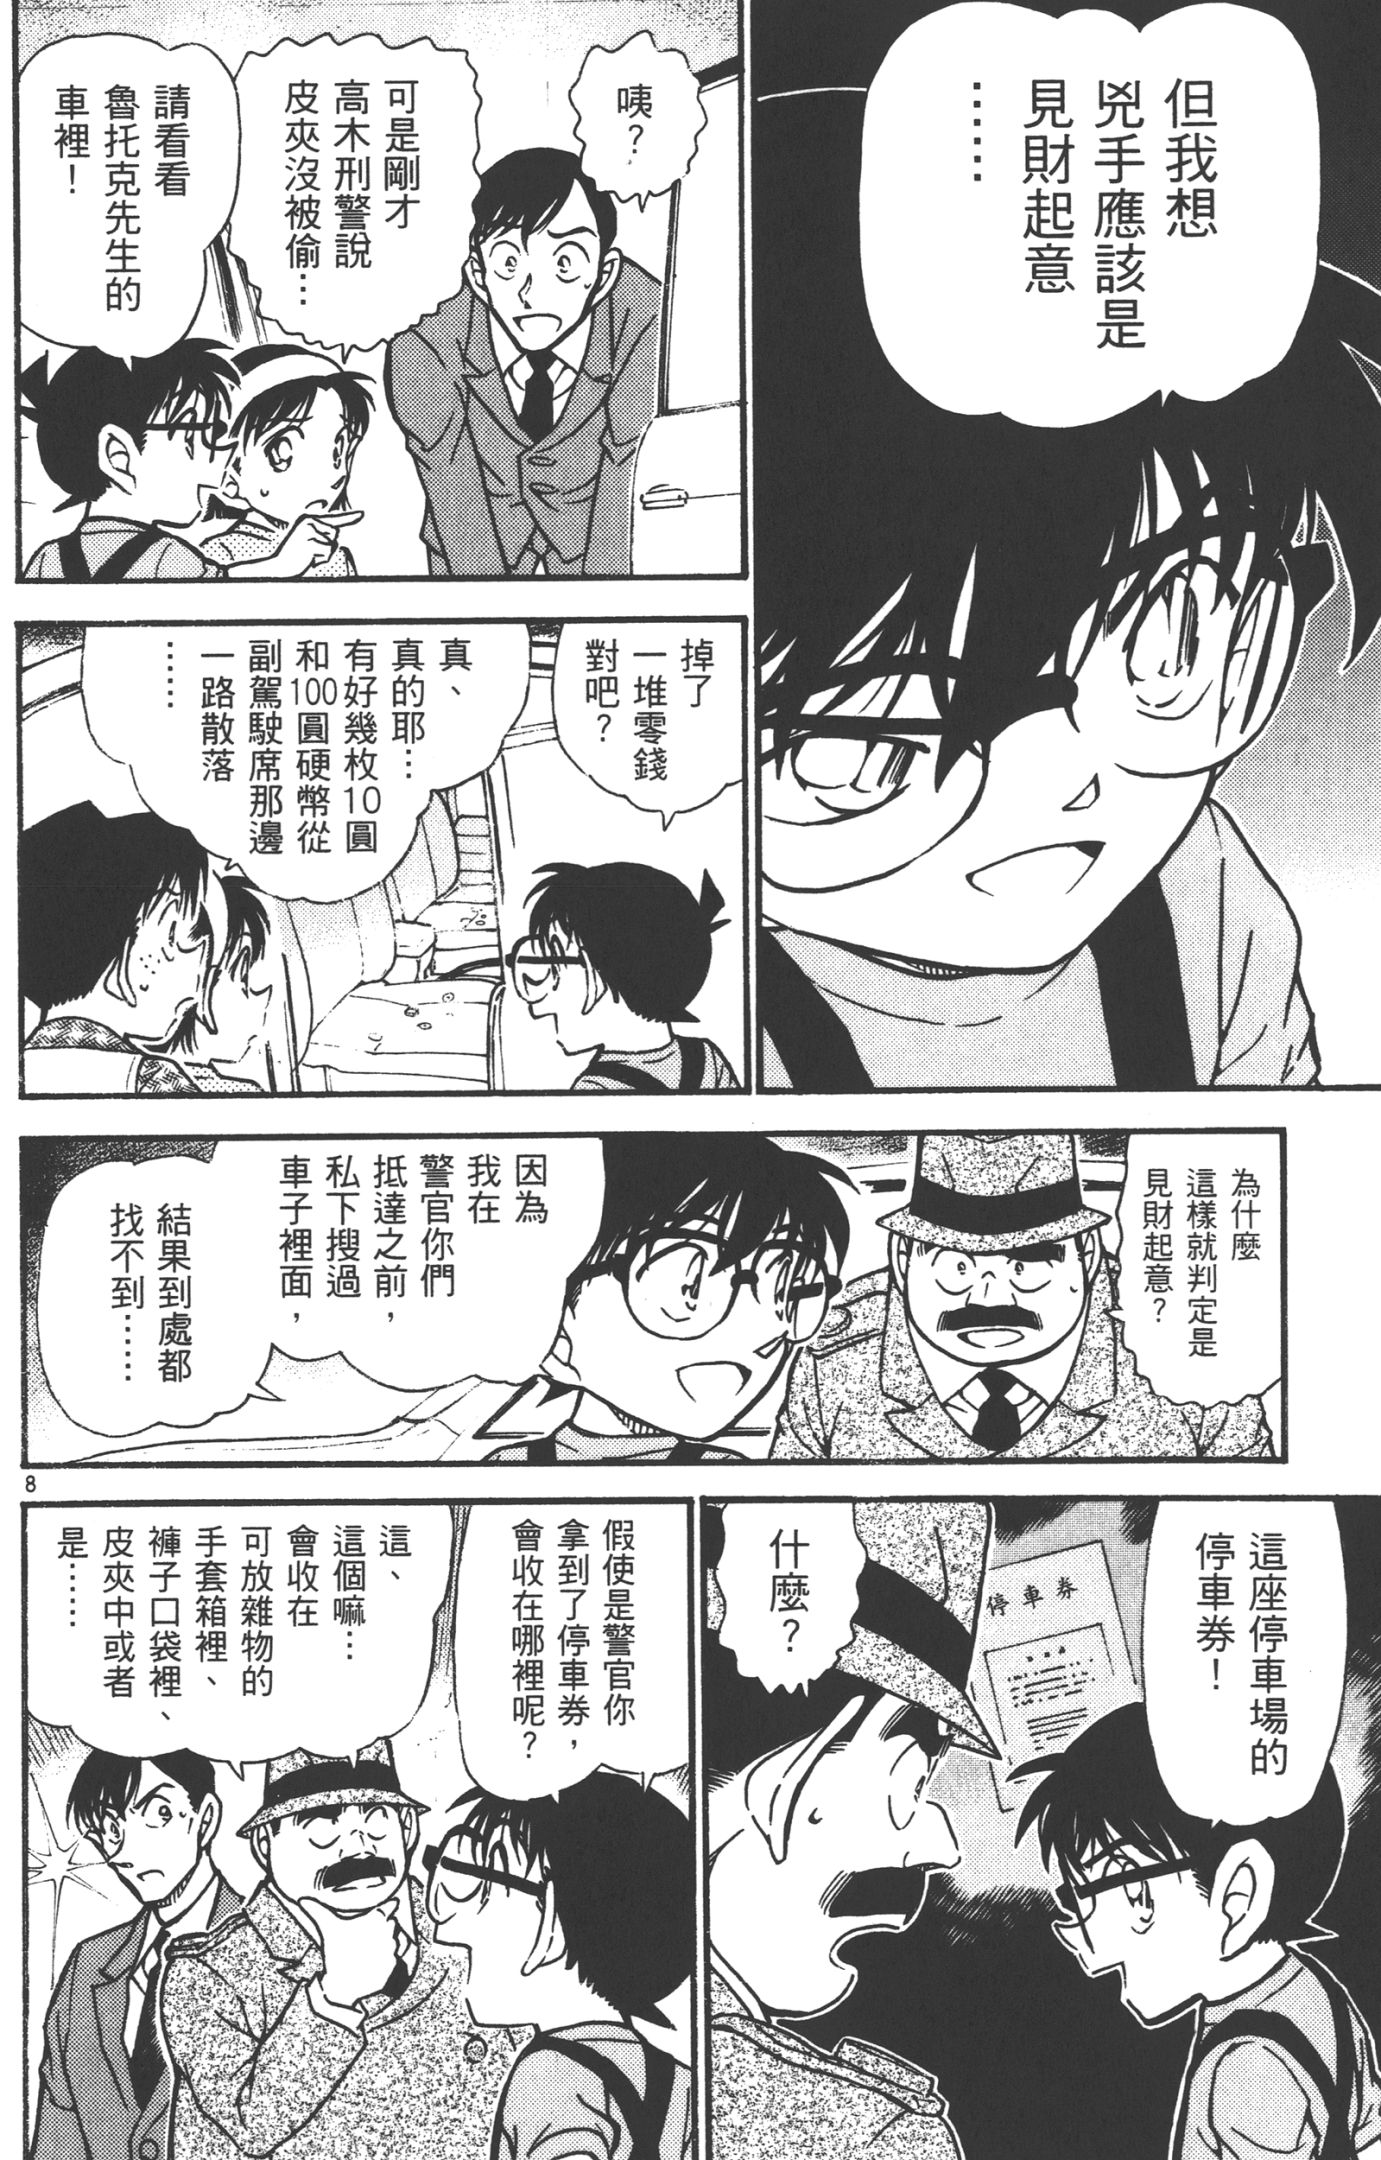 但我想
兇手應該是
見財起意
……
咦？
可是剛才
高木刑警說
皮夾沒被偷…
請看看
魯托克先生的
車裡！
掉了
一堆零錢
對吧？
真、
真的耶…
有好幾枚10圓
和100圓硬幣從
副駕駛席那邊
一路散落
……
為什麼
這樣就判定是
見財起意？
因為
我在
警官你們
抵達之前，
私下搜過
車子裡面，
結果到處都
找不到……
8
這座停車場的
停車券！
停車券
什麼？
假使是警官你
拿到了停車券，
會收在哪裡呢？
這、
這個嘛…
會收在
可放雜物的
手套箱裡、
褲子口袋裡、
皮夾中或者
是……